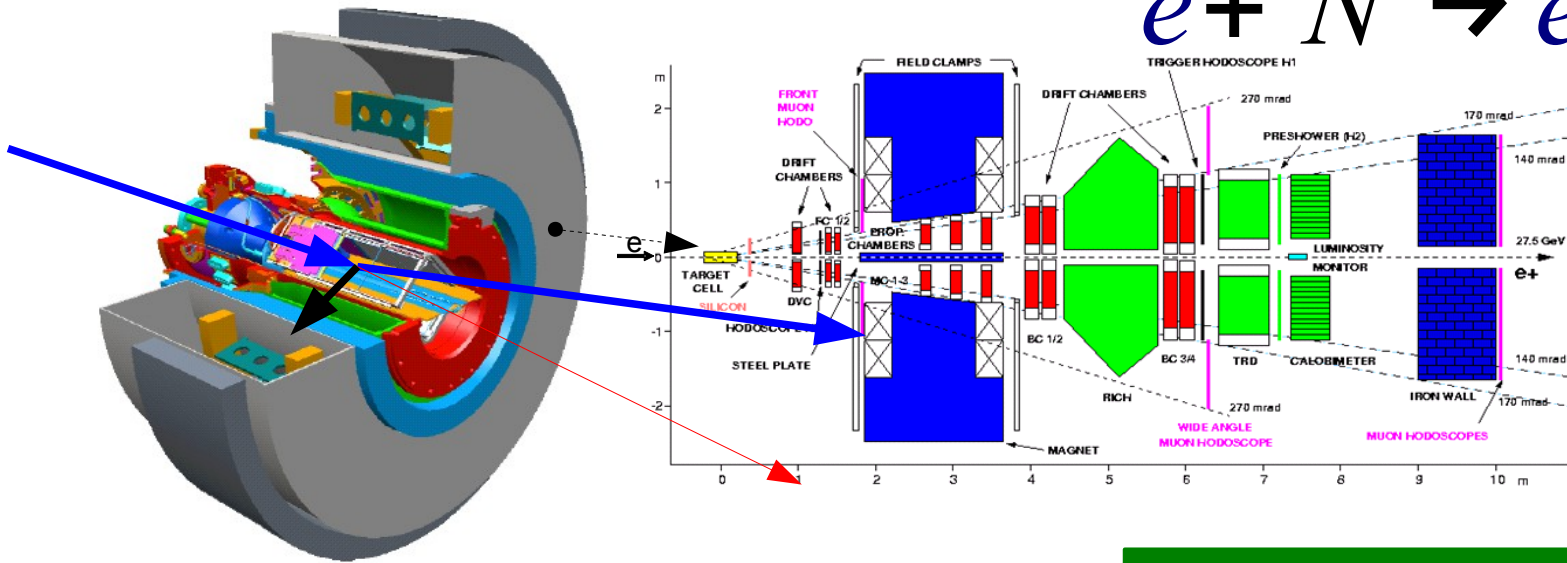 e + N → e
m
FIELD CLAMPS
TRIGGER HODOSCOPE H1
FRONT
MUON
HODO
DRIFT CHAMBERS
270 mrad
170 mrad
PRESHOWER (H2)
2
DRIFT
CHAMBERS
140 mrad
1
FC 1/2
e
PROP.
CHAMBERS
27.5 GeV
0
TARGET
CELL
LUMINOSITY
MONITOR
e+
SILICON
DVC
MC 1-3
HODOSCOPE
-1
STEEL PLATE
BC 1/2
BC 3/4
TRD
CALORIMETER
140 mrad
RICH
IRON WALL
170 mrad
-2
270 mrad
WIDE ANGLE
MUON HODOSCOPE
MUON HODOSCOPES
MAGNET
0 1 2 3 4 5 6 7 8 9 10 m